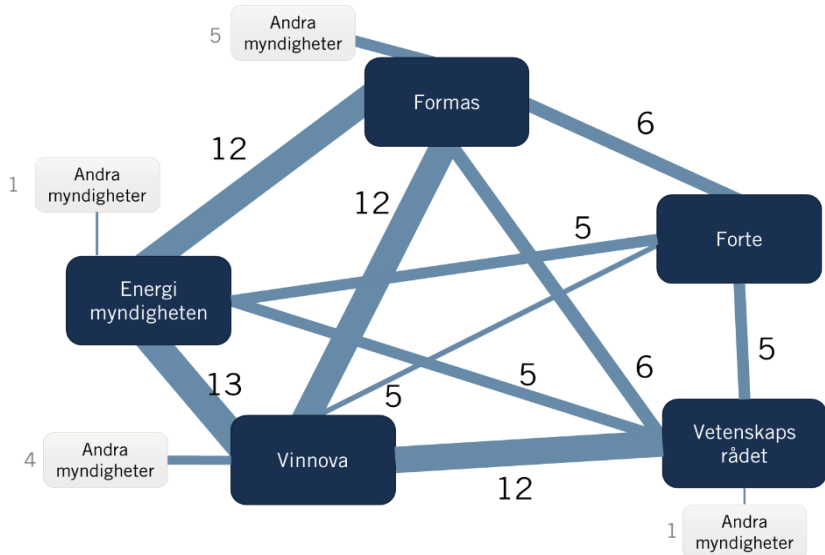 5
Andra
myndigheter
Formas
12
6
1
Andra
myndigheter
12
5
Forte
Energi
myndigheten
13
5
5
6
5
4
Andra
myndigheter
Vinnova
12
Vetenskaps
rådet
1
Andra
myndigheter